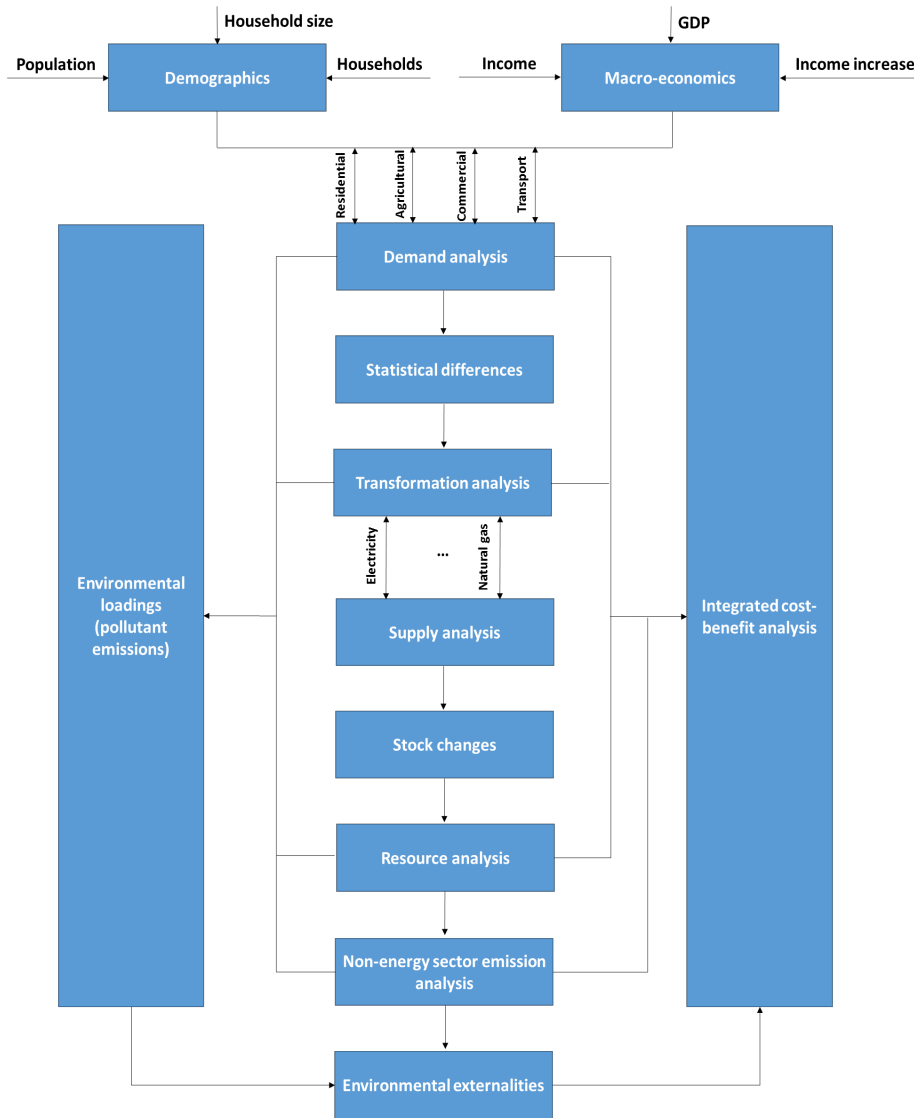 Household size
GDP
Population
Demographics
Households
Income
Macro-economics
Income increase
Residential
Agricultural
Commercial
Transport
Demand analysis
Statistical differences
Transformation analysis
Electricity
...
Natural gas
Environmental
loadings
(pollutant
emissions)
Supply analysis
Integrated cost-
benefit analysis
Stock changes
Resource analysis
Non-energy sector emission
analysis
Environmental externalities